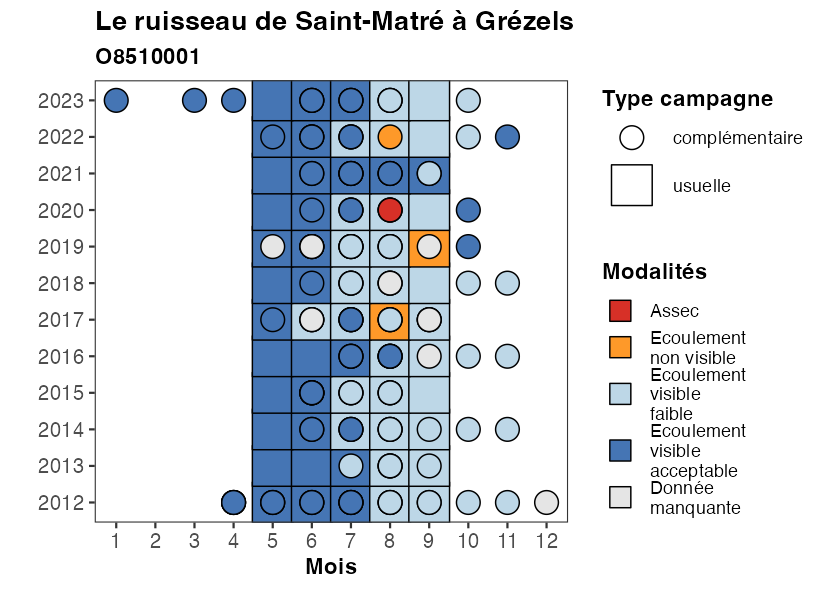 Le ruisseau de Saint-Matré à Grézels
O8510001
2023
2022
2021
2020
2019
2018
2017
2016
2015
2014
2013
2012
1 2 3 4 5 6 7 8 9 10 11 12
Mois
Type campagne
complémentaire
usuelle
Modalités
Assec
Ecoulement
non visible
Ecoulement
visible
faible
Ecoulement
visible
acceptable
Donnée
manquante